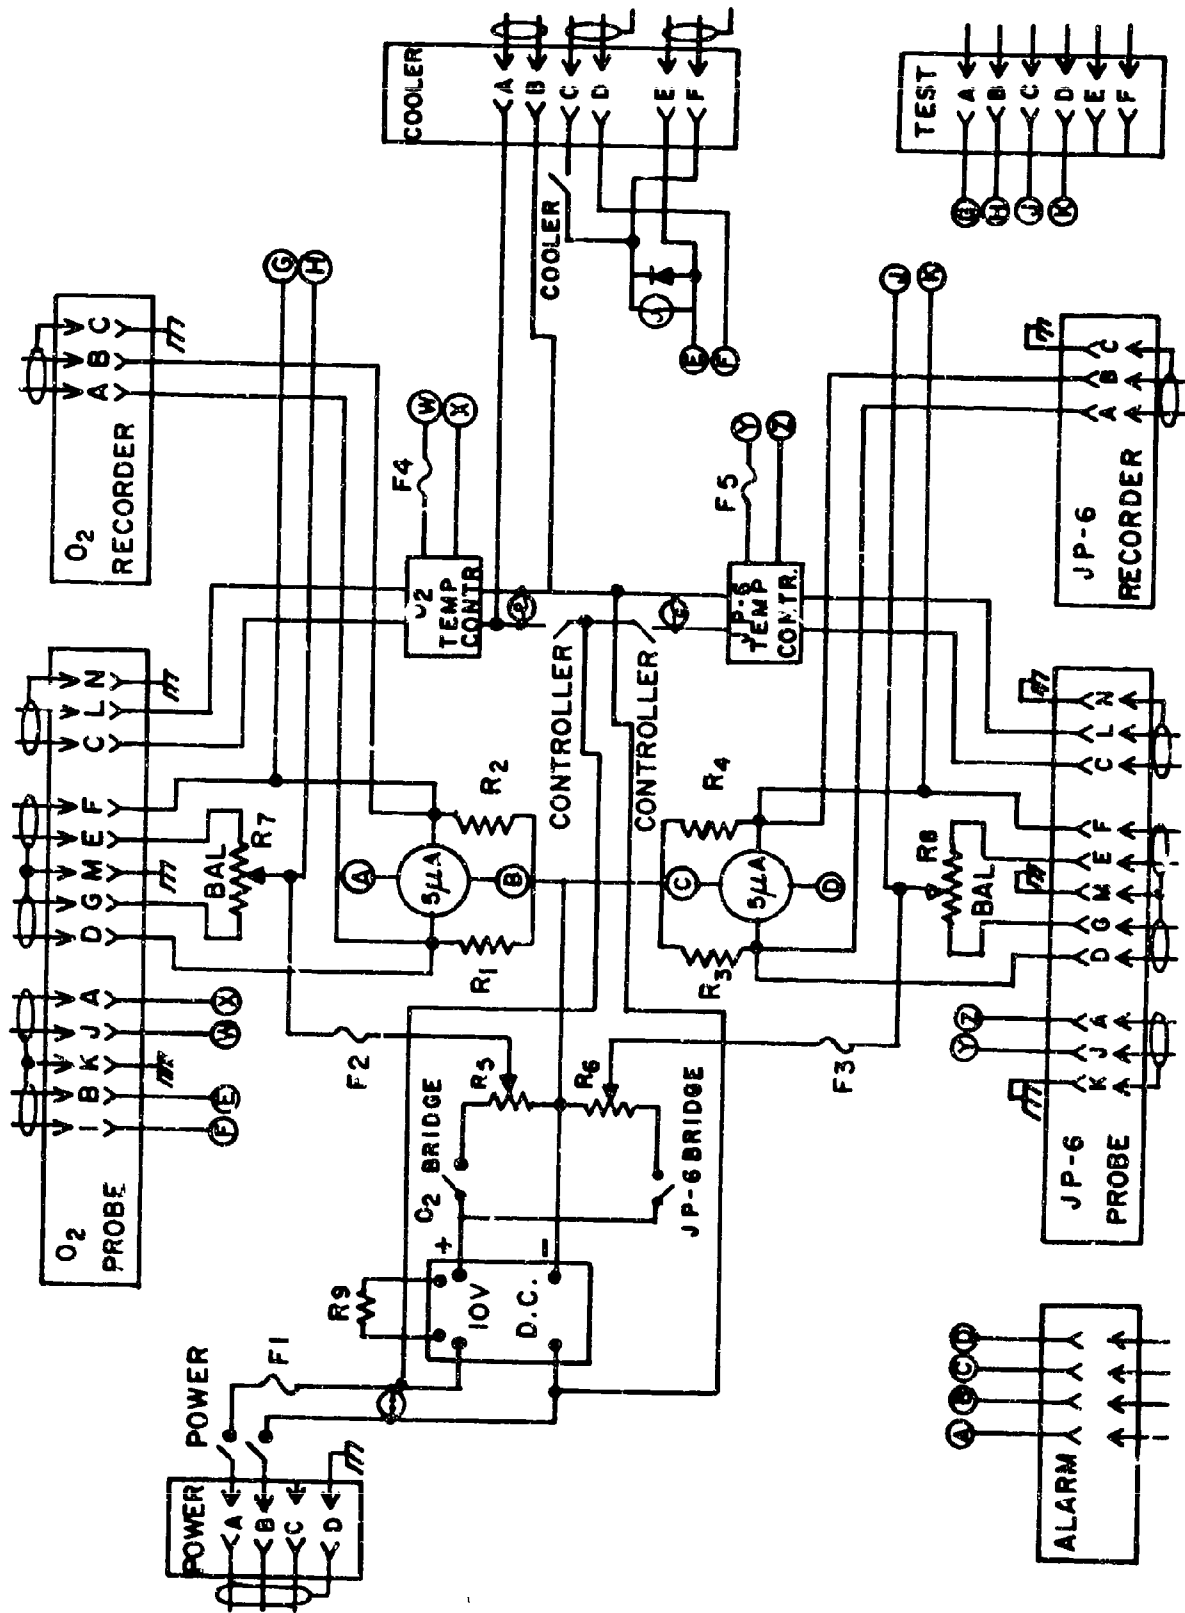 COOLER
A
B
C
D
E
F
TEST
A
B
C
D
E
F
G
H
J
K
O2
RECORDER
A
B
C
G
H
COOLER
J
E
F
J
K
F4
W
X
F5
Y
Z
TEMP
CONTR.
JP-6
TEMP
CONTR.
JP-6
RECORDER
A
B
C
O2
PROBE
I
B
K
J
A
D
G
M
E
F
C
L
N
F
E
W
X
BAL
R7
A
5µA
B
R1
R2
CONTROLLER
CONTROLLER
C
5µA
D
R3
R4
R8
BAL
F2
R5
R6
F3
O2 BRIDGE
JP-6 BRIDGE
JP-6
PROBE
K
J
A
D
G
M
E
F
C
L
N
Y
Z
R9
+
−
10V
D.C.
F1
POWER
POWER
A
B
C
D
ALARM
A
B
C
D